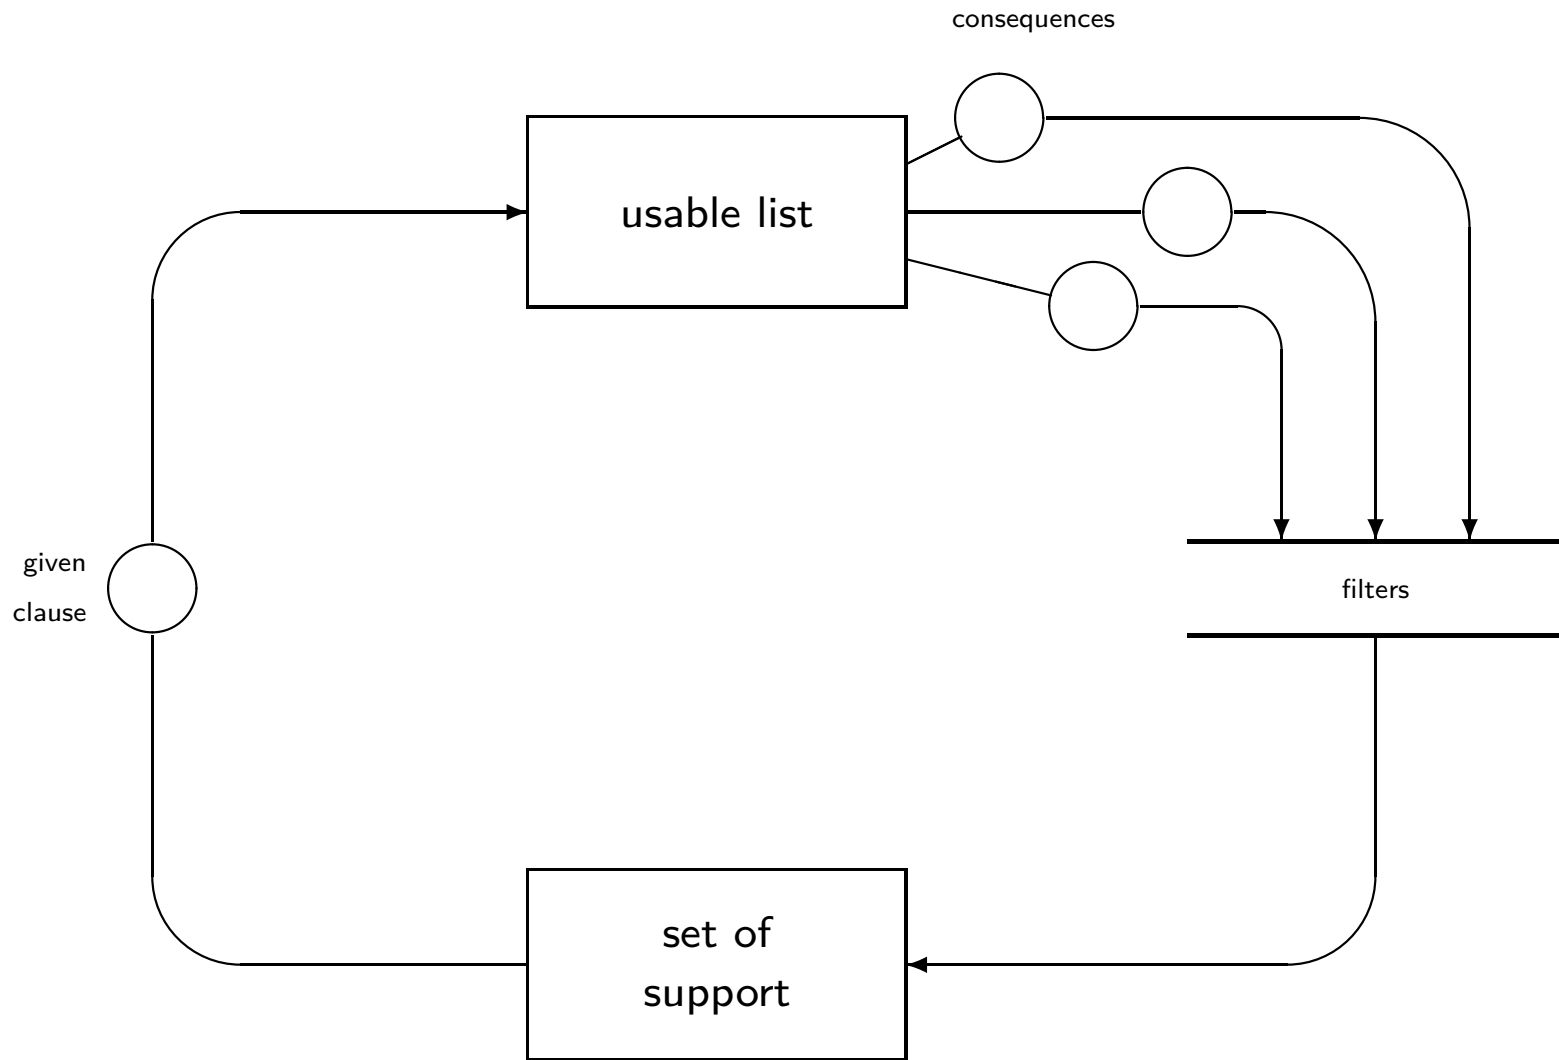 consequences
usable list
given
clause
filters
set of
support